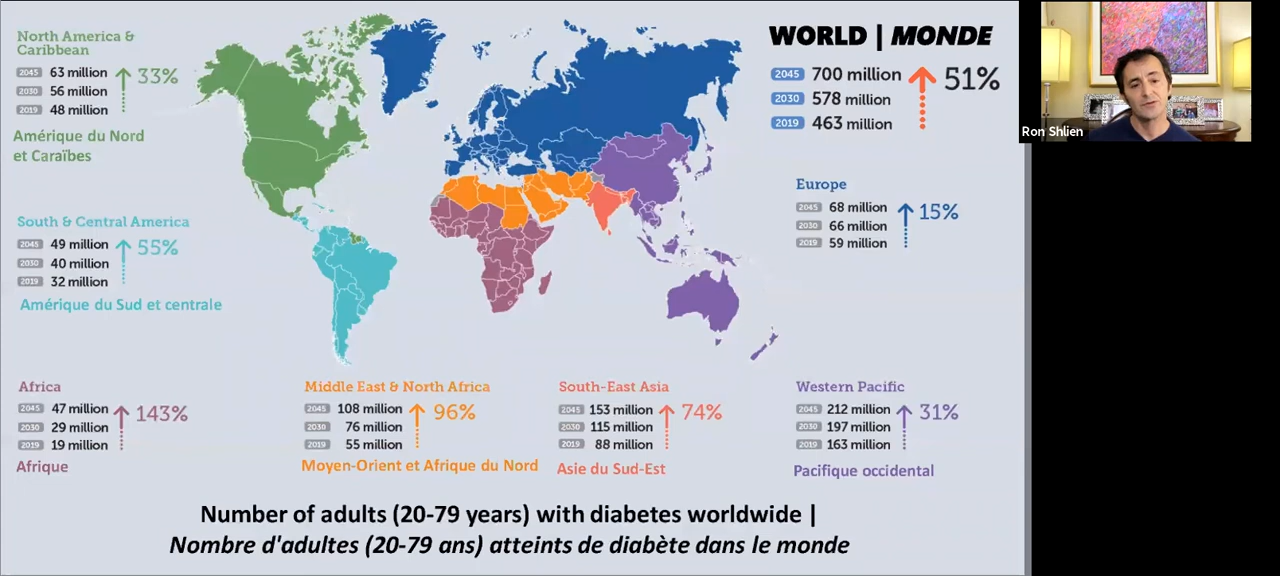 North America &
Caribbean
2045 63 million 33%
2030 56 million
2019 48 million
Amérique du Nord
et Caraïbes
WORLD | MONDE
2045 700 million 51%
2030 578 million
2019 463 million
Ron Shlien
South & Central America
2045 49 million 55%
2030 40 million
2019 32 million
Amérique du Sud et centrale
Europe
2045 68 million 15%
2030 66 million
2019 59 million
Africa
2045 47 million 143%
2030 29 million
2019 19 million
Afrique
Middle East & North Africa
2045 108 million 96%
2030 76 million
2019 55 million
Moyen-Orient et Afrique du Nord
South-East Asia
2045 153 million 74%
2030 115 million
2019 88 million
Asie du Sud-Est
Western Pacific
2045 212 million 31%
2030 197 million
2019 163 million
Pacifique occidental
Number of adults (20-79 years) with diabetes worldwide |
Nombre d'adultes (20-79 ans) atteints de diabète dans le monde